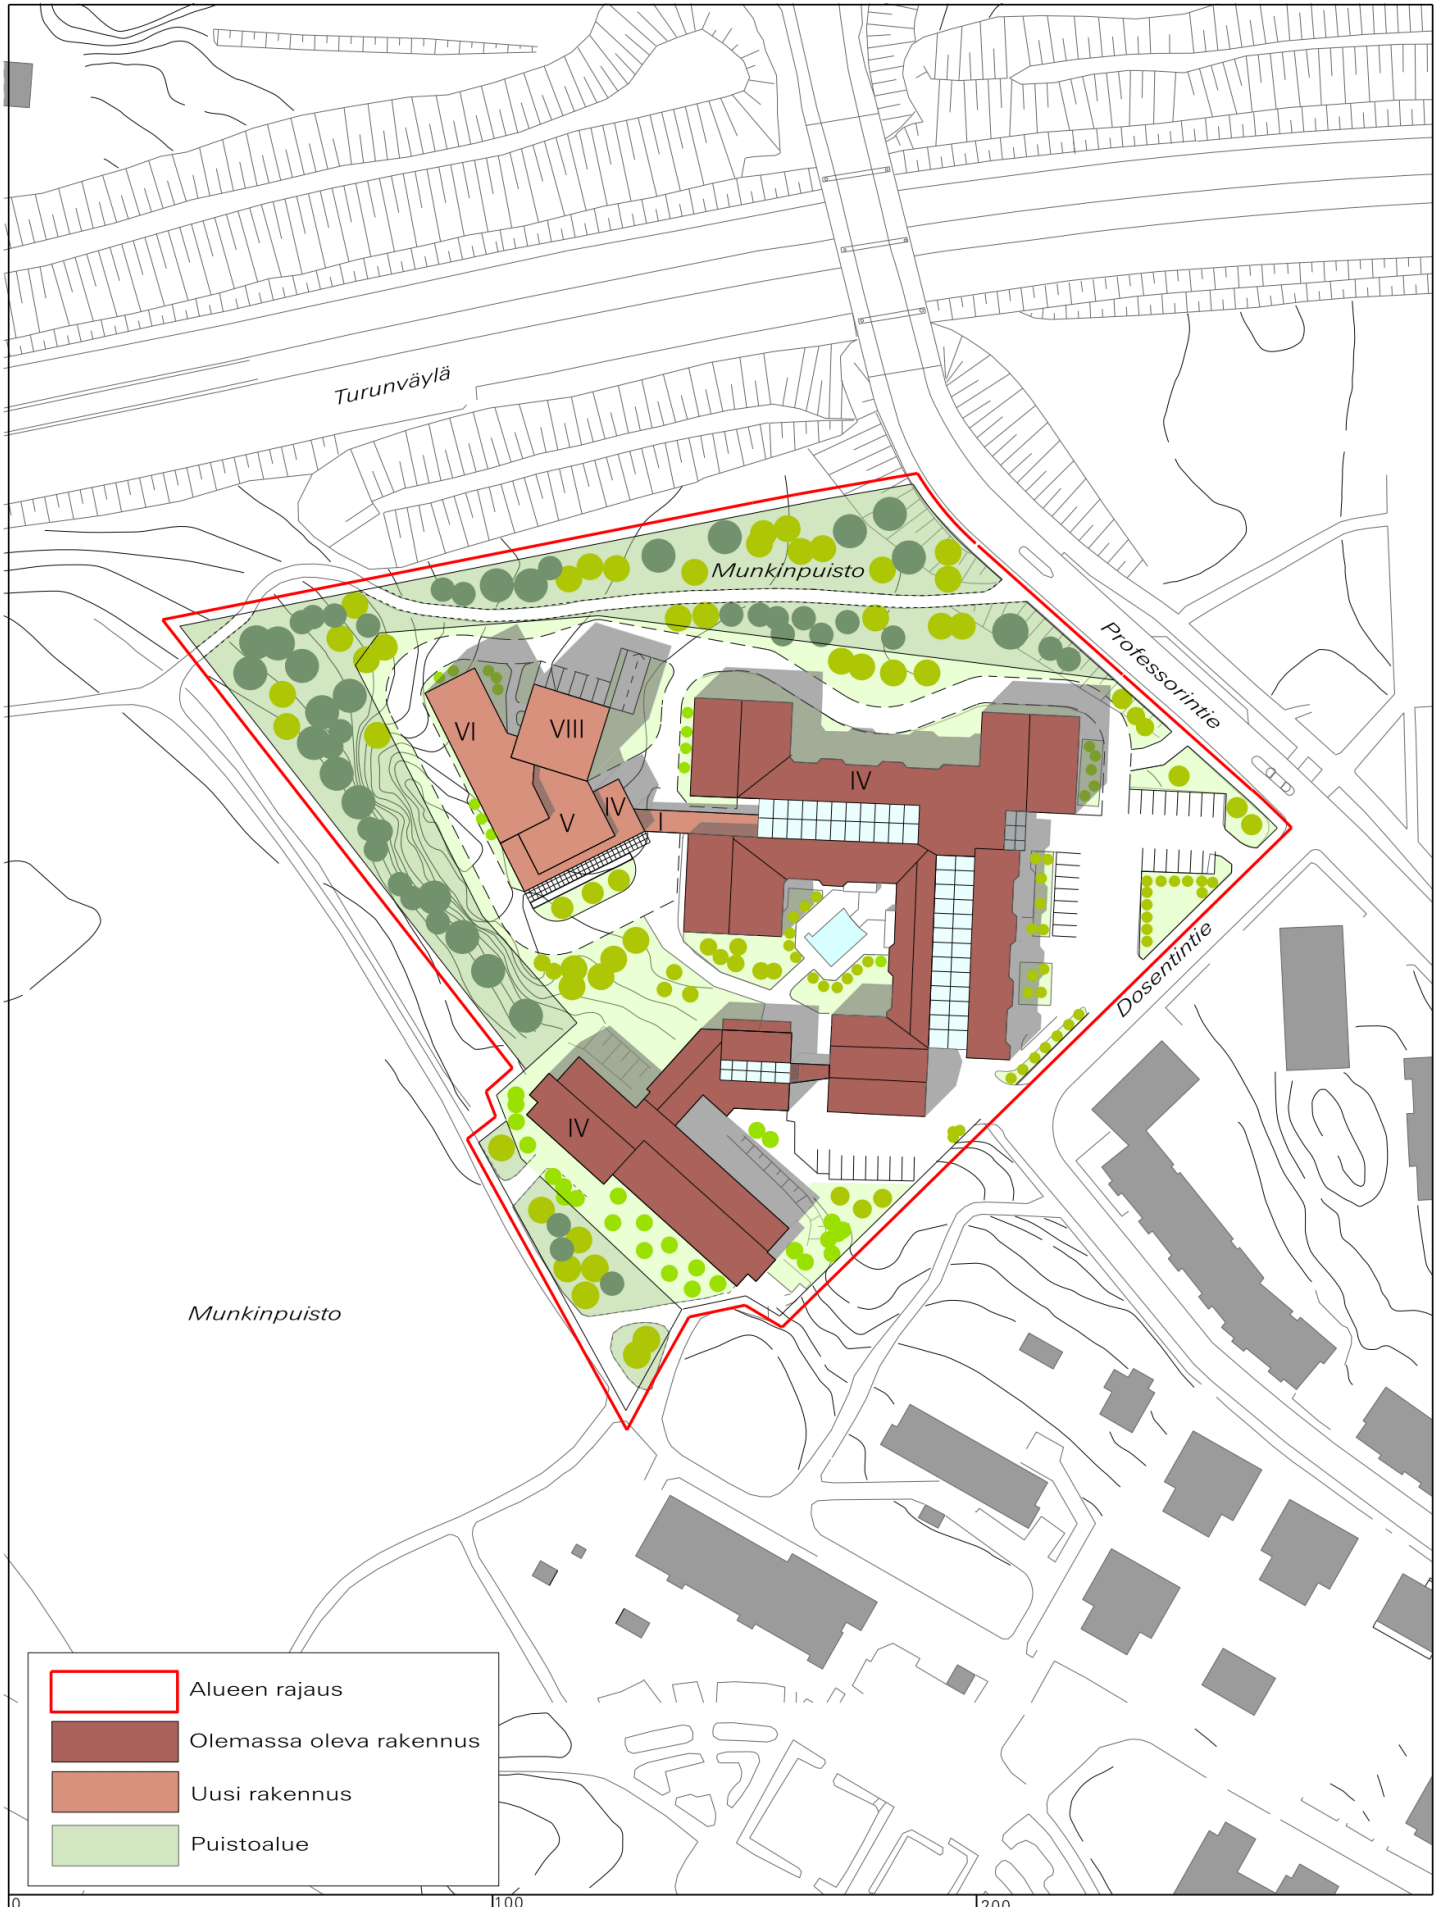 Turunväylä
Munkinpuisto
Professorintie
VI
VIII
IV
IV
V
I
Dosentintie
IV
Munkinpuisto
Alueen rajaus
Olemassa oleva rakennus
Uusi rakennus
Puistoalue
0
100
200